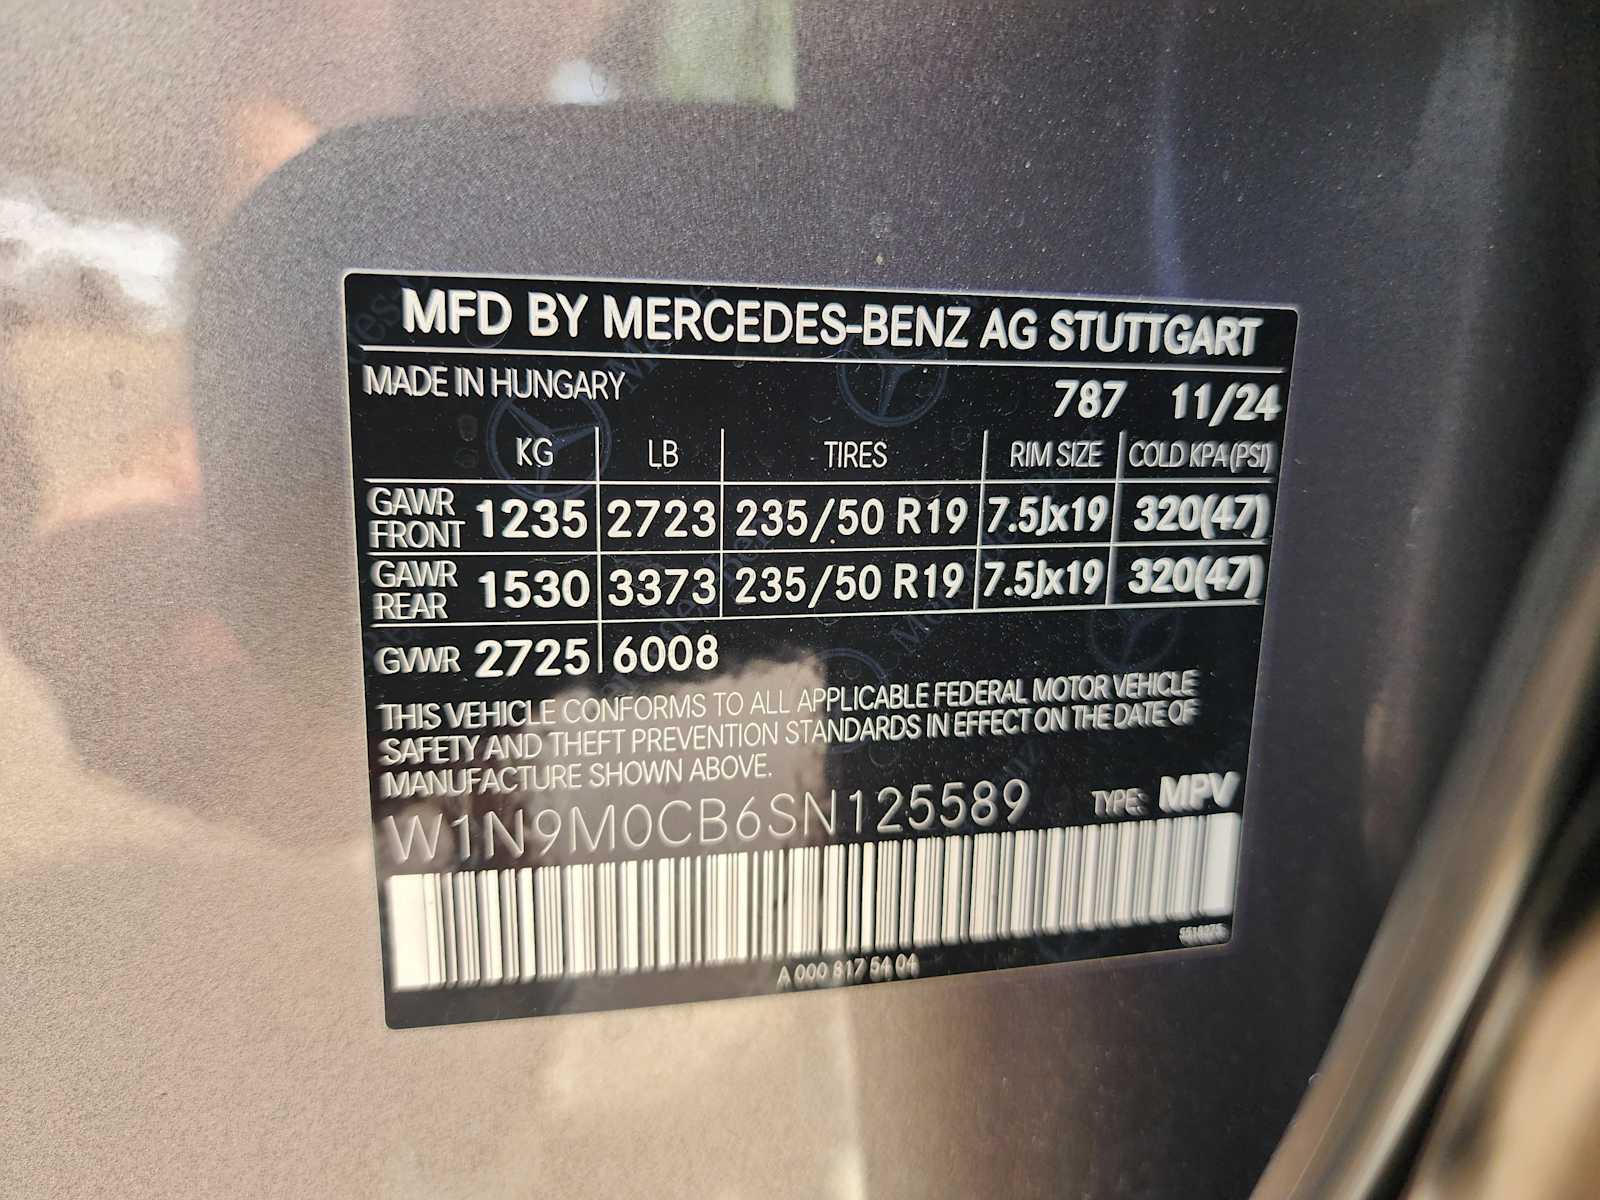 MFD BY MERCEDES-BENZ AG STUTTGART
MADE IN HUNGARY 787 11/24
KG LB TIRES RIM SIZE COLD KPA(PSI)
GAWR FRONT 1235 2723 235/50 R19 7.5Jx19 320(47)
GAWR REAR 1530 3373 235/50 R19 7.5Jx19 320(47)
GVWR 2725 6008
THIS VEHICLE CONFORMS TO ALL APPLICABLE FEDERAL MOTOR VEHICLE
SAFETY AND THEFT PREVENTION STANDARDS IN EFFECT ON THE DATE OF
MANUFACTURE SHOWN ABOVE.
W1N9M0CB6SN125589 TYPE: MPV
A 000 817 54 04